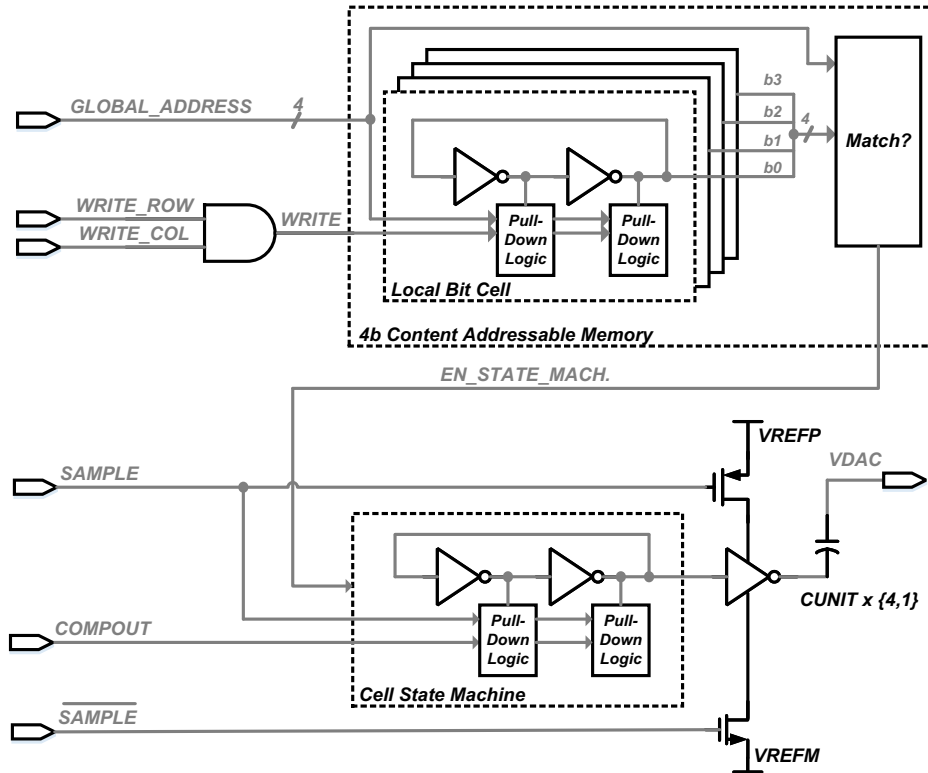 GLOBAL_ADDRESS
4
b3
b2
4
b1
b0
Match?
WRITE_ROW
WRITE_COL
WRITE
Pull-
Down
Logic
Pull-
Down
Logic
Local Bit Cell
4b Content Addressable Memory
EN_STATE_MACH.
VREFP
VDAC
SAMPLE
CUNIT x {4,1}
COMPOUT
Pull-
Down
Logic
Pull-
Down
Logic
Cell State Machine
SAMPLE
VREFM